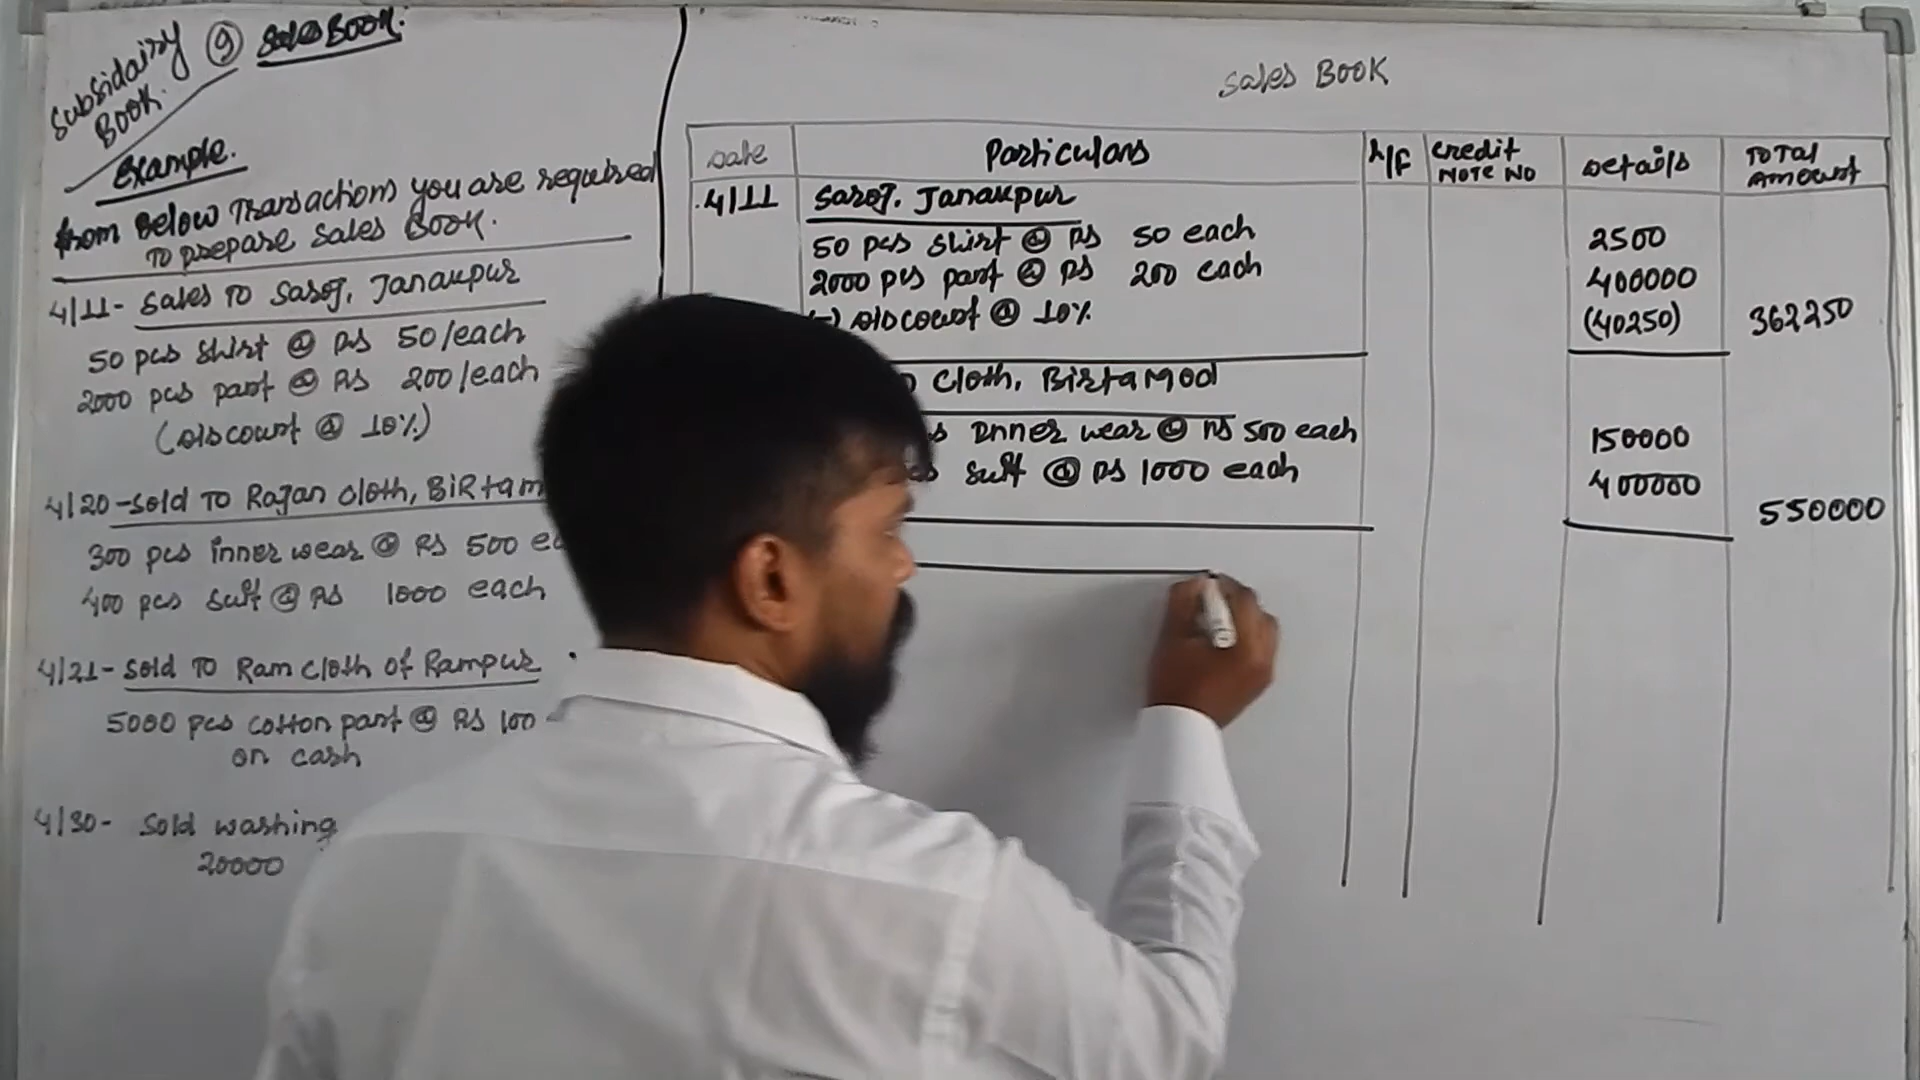 Subsidairy
BOOK.
9 Sales BOOK.
Example.
from Below Transactions you are required
To prepare Sales Book.
4/11- Sales To Saroj, Janakpur
50 pcs Shirt @ Rs 50/each
2000 pcs pant @ Rs 200/each
(Discount @ 10%)
4/20-Sold To Rajan Cloth, BiRtam
300 pcs inner wear @ Rs 500 ea
400 pcs Suit @ Rs 1000 each
4/21- Sold To Ram cloth of Rampur
5000 pcs cotton pant @ Rs 100
on cash
4/30- Sold washing
20000
Sales BOOK
Date Particulars L/F Credit Note No Details Total Amount
4/11 Saroj, Janakpur
50 pcs shirt @ Rs 50 each 2500
2000 pcs pant @ Rs 200 each 400000
(-) Discount @ 10% (40250) 362250
Cloth, Birtamod
Inner wear @ Rs 500 each 150000
Suit @ Rs 1000 each 400000
550000